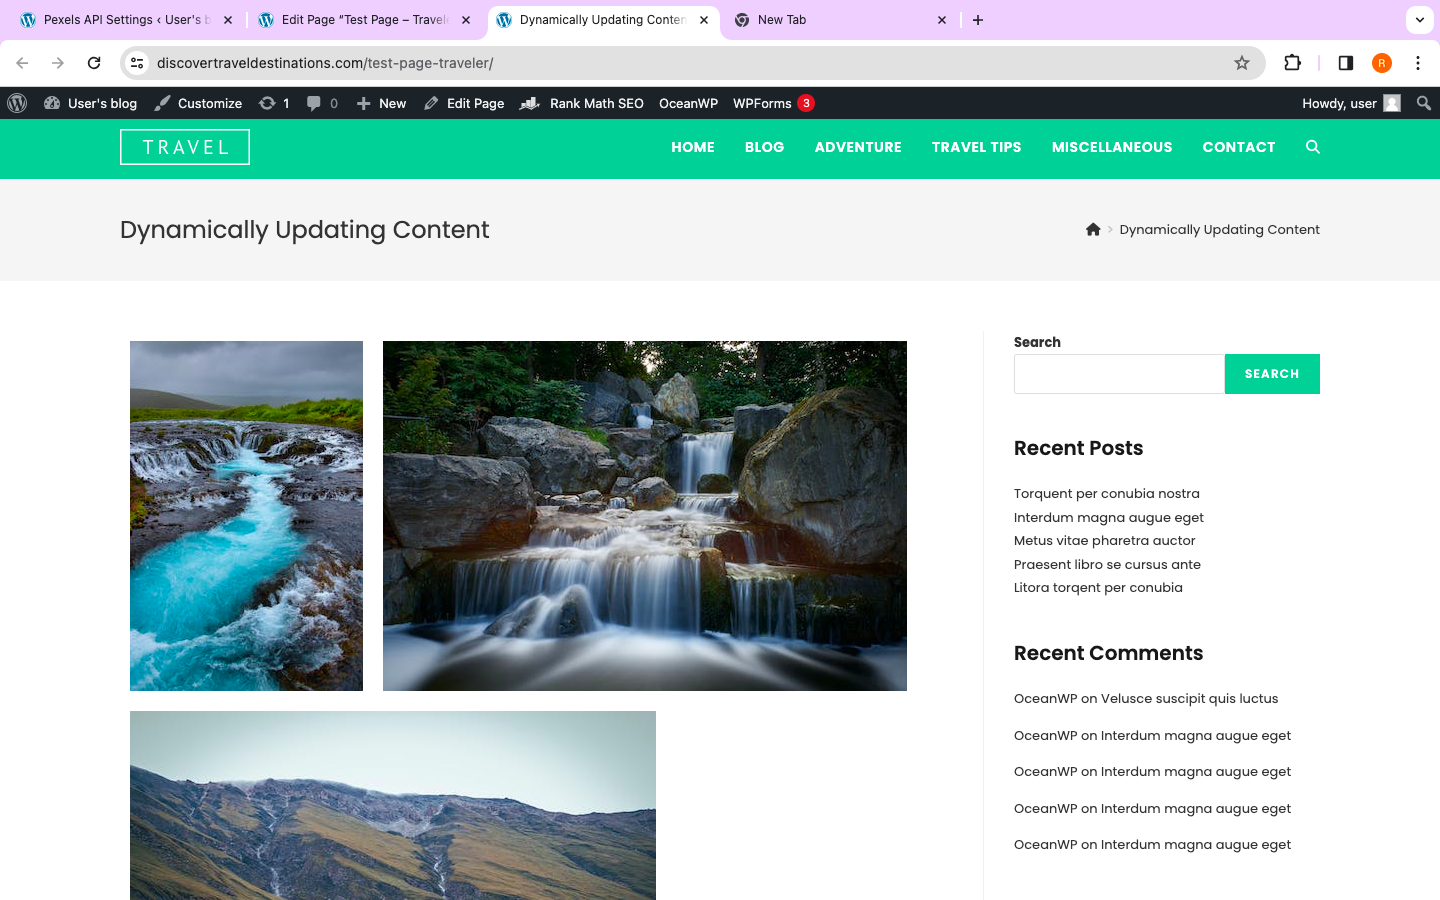 Pexels API Settings ‹ User's b
Edit Page “Test Page – Travele
Dynamically Updating Conten
New Tab
discovertraveldestinations.com/test-page-traveler/
R
User's blog
Customize
1
0
New
Edit Page
Rank Math SEO
OceanWP
WPForms 3
Howdy, user
TRAVEL
HOME
BLOG
ADVENTURE
TRAVEL TIPS
MISCELLANEOUS
CONTACT
Dynamically Updating Content
> Dynamically Updating Content
Search
SEARCH
Recent Posts
Torquent per conubia nostra
Interdum magna augue eget
Metus vitae pharetra auctor
Praesent libro se cursus ante
Litora torqent per conubia
Recent Comments
OceanWP on Velusce suscipit quis luctus
OceanWP on Interdum magna augue eget
OceanWP on Interdum magna augue eget
OceanWP on Interdum magna augue eget
OceanWP on Interdum magna augue eget